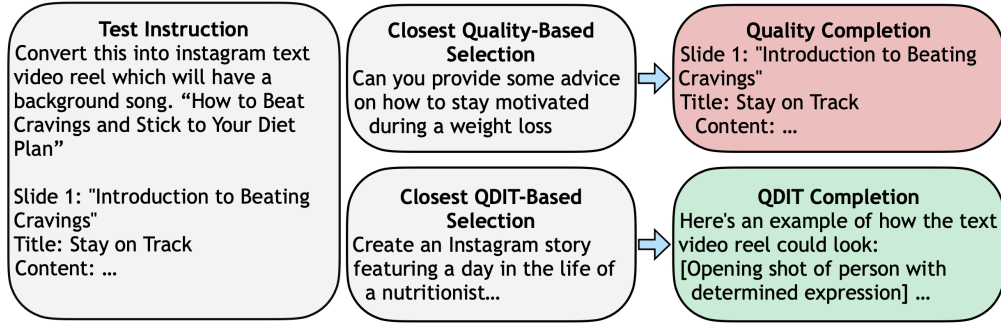 Test Instruction
Convert this into instagram text
video reel which will have a
background song. “How to Beat
Cravings and Stick to Your Diet
Plan”
Slide 1: "Introduction to Beating
Cravings"
Title: Stay on Track
Content: ...
Closest Quality-Based
Selection
Can you provide some advice
on how to stay motivated
during a weight loss
Quality Completion
Slide 1: "Introduction to Beating
Cravings"
Title: Stay on Track
Content: ...
Closest QDIT-Based
Selection
Create an Instagram story
featuring a day in the life of
a nutritionist...
QDIT Completion
Here's an example of how the text
video reel could look:
[Opening shot of person with
determined expression] ...